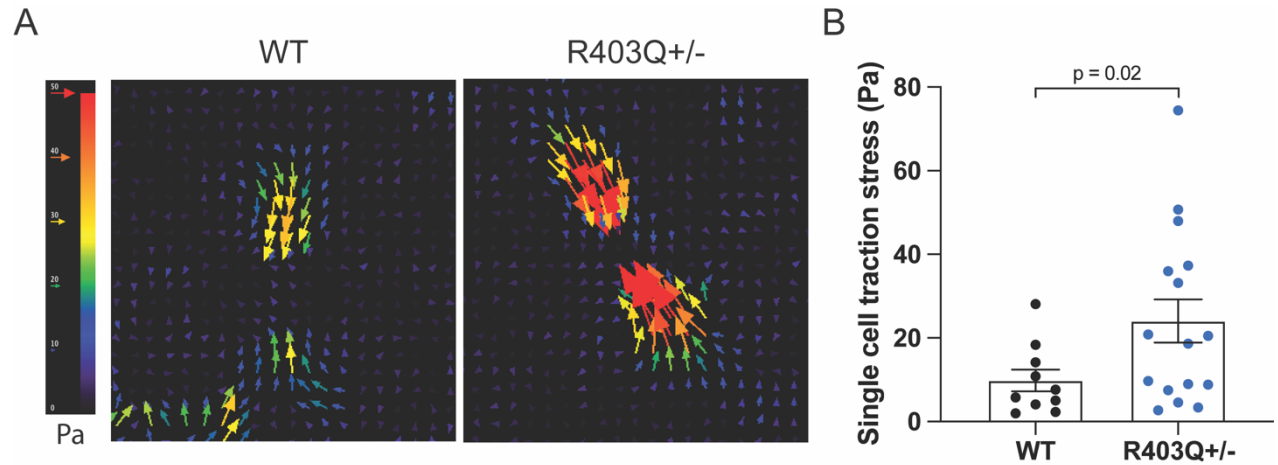 A
WT
R403Q+/-
50
40
30
20
10
0
Pa
B
p = 0.02
Single cell traction stress (Pa)
80
60
40
20
0
WT
R403Q+/-